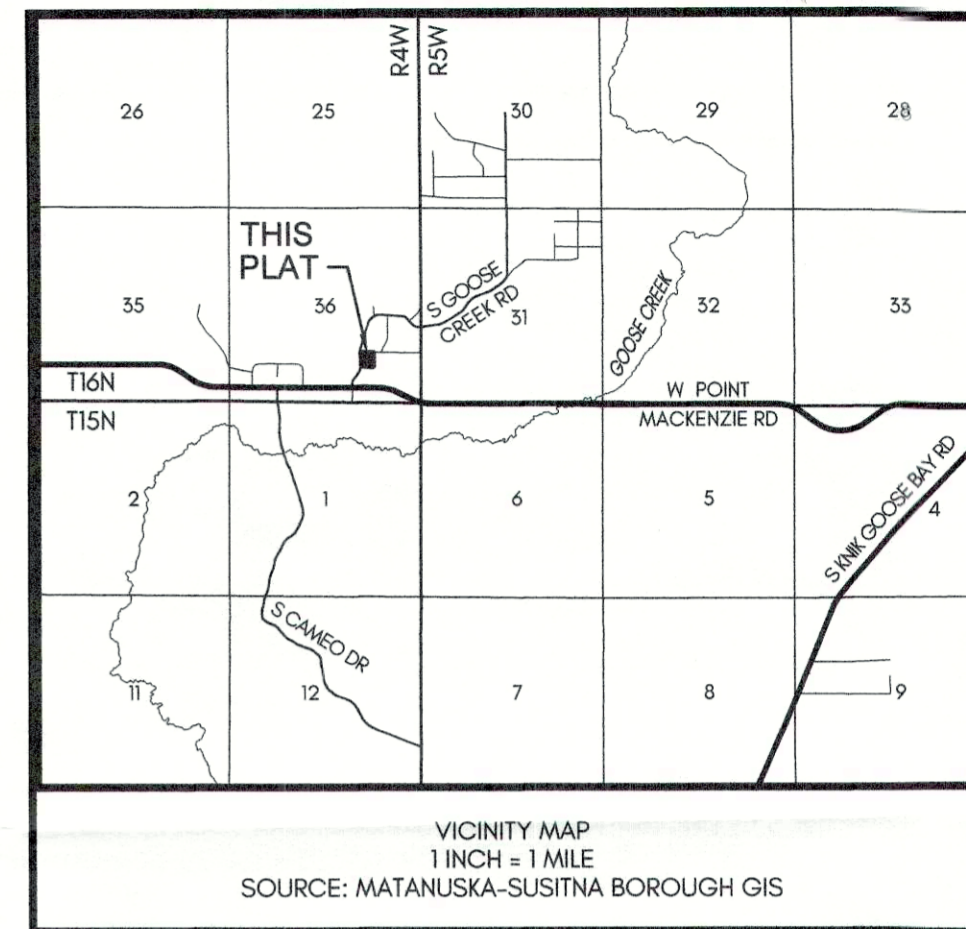 R4W
R5W
26
25
30
29
28
THIS
PLAT
35
36
S GOOSE
CREEK RD
31
GOOSE CREEK
32
33
T16N
W POINT
T15N
MACKENZIE RD
2
1
6
5
S KNIK GOOSE BAY RD
4
S CAMEO DR
11
12
7
8
9
VICINITY MAP
1 INCH = 1 MILE
SOURCE: MATANUSKA-SUSITNA BOROUGH GIS